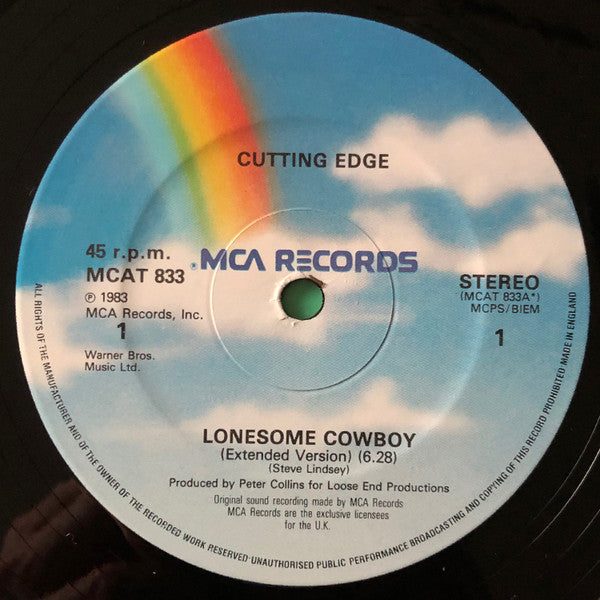 CUTTING EDGE
MCA RECORDS
45 r.p.m.
MCAT 833
℗ 1983
MCA Records, Inc.
1
Warner Bros.
Music Ltd.
STEREO
(MCAT 833A*)
MCPS/BIEM
1
LONESOME COWBOY
(Extended Version) (6.28)
(Steve Lindsey)
Produced by Peter Collins for Loose End Productions
Original sound recording made by MCA Records
MCA Records are the exclusive licensees
for the U.K.
ALL RIGHTS OF THE MANUFACTURER AND OF THE OWNER OF THE RECORDED WORK RESERVED·UNAUTHORISED PUBLIC PERFORMANCE BROADCASTING AND COPYING OF THIS RECORD PROHIBITED MADE IN ENGLAND